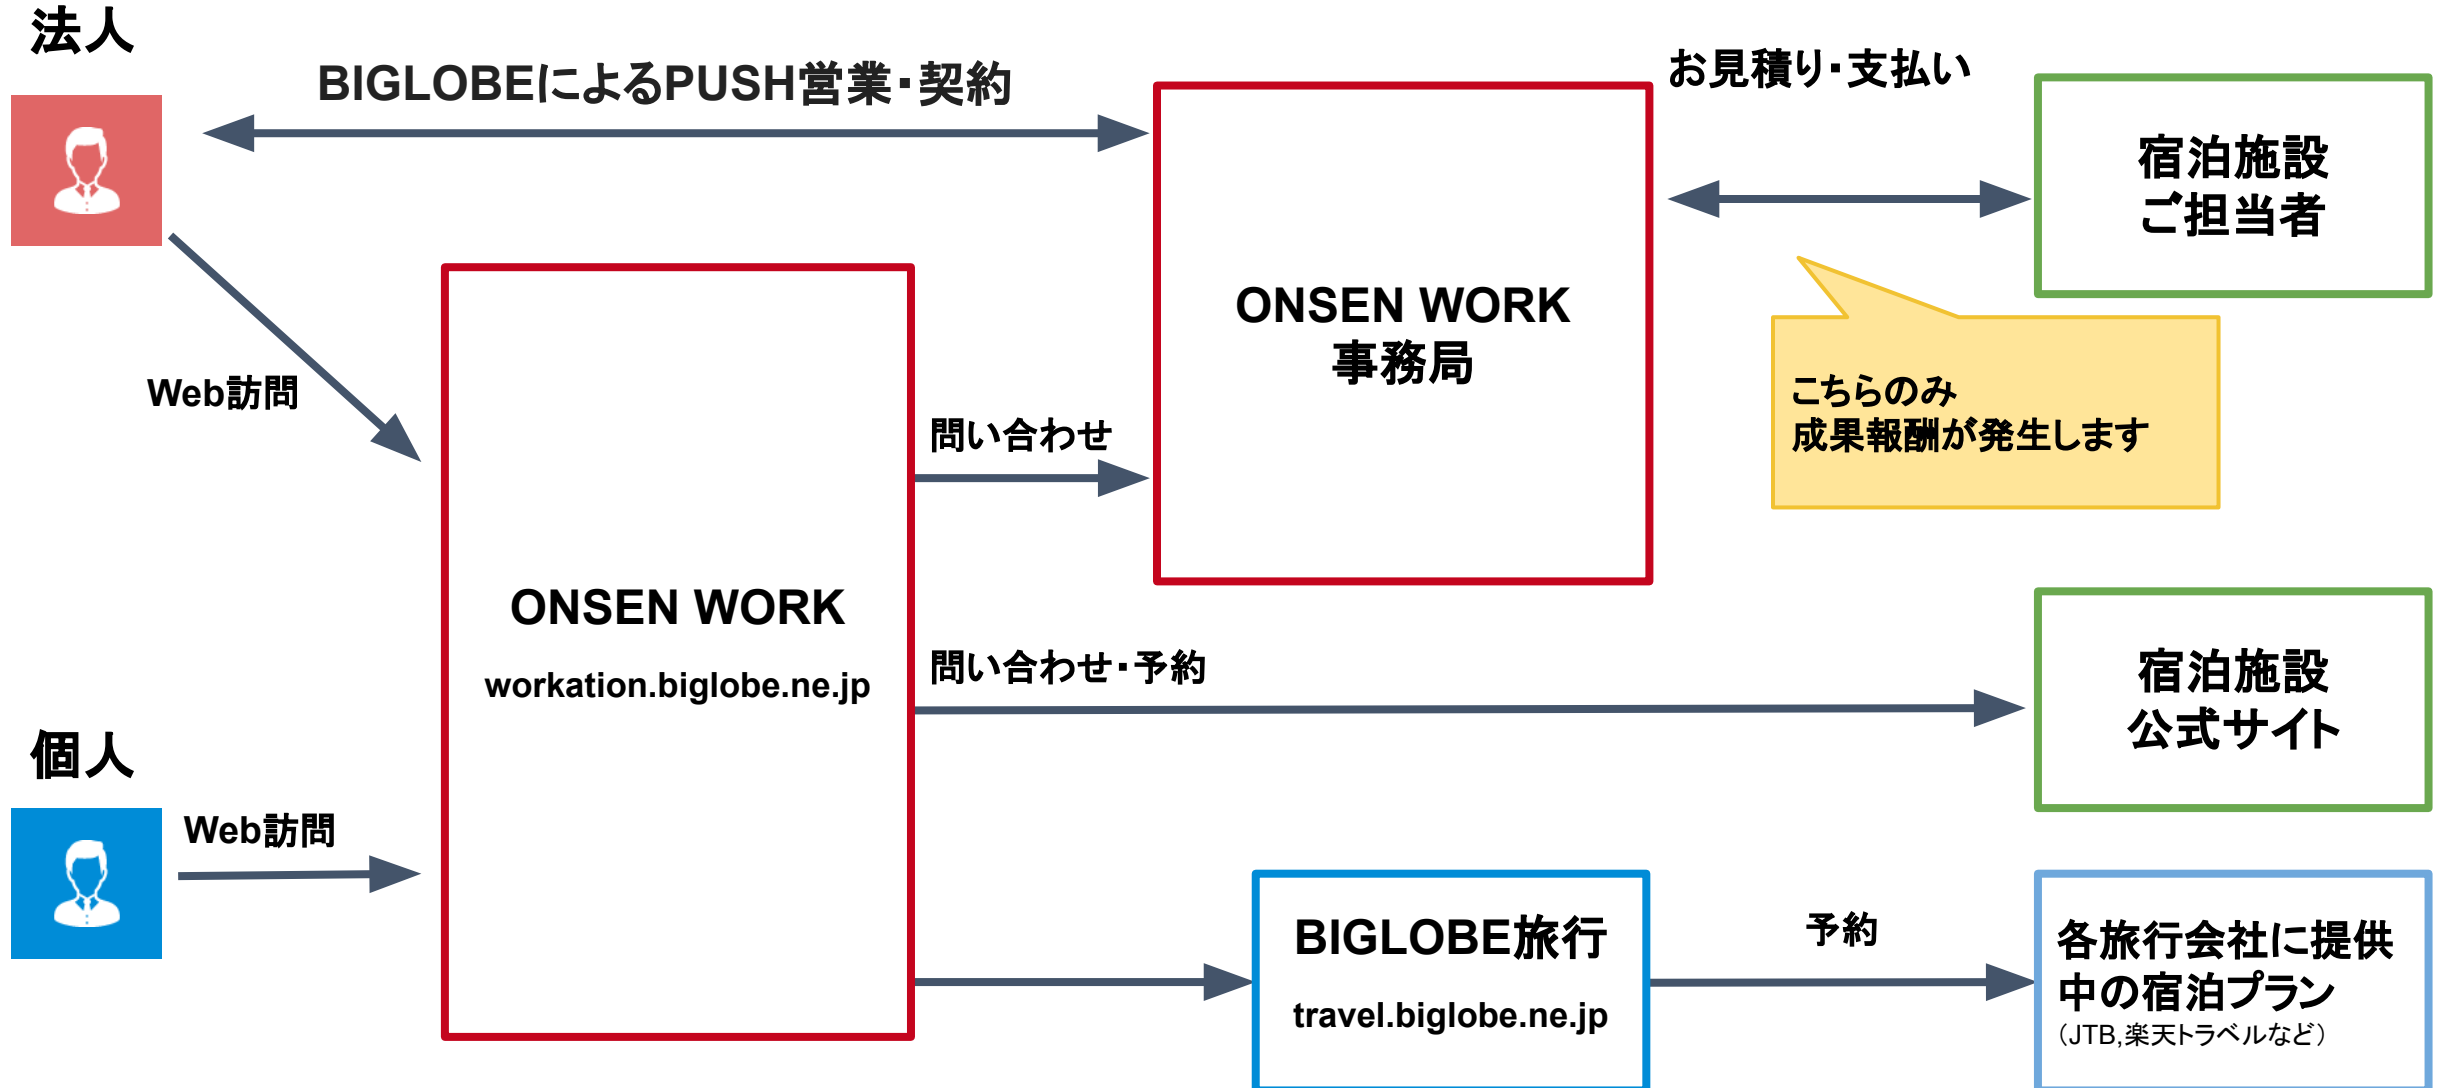 法人
BIGLOBEによるPUSH営業・契約
お見積り・支払い
宿泊施設
ご担当者
ONSEN WORK
事務局
こちらのみ
成果報酬が発生します
Web訪問
問い合わせ
ONSEN WORK
workation.biglobe.ne.jp
問い合わせ・予約
宿泊施設
公式サイト
個人
Web訪問
BIGLOBE旅行
travel.biglobe.ne.jp
予約
各旅行会社に提供
中の宿泊プラン
（JTB,楽天トラベルなど）